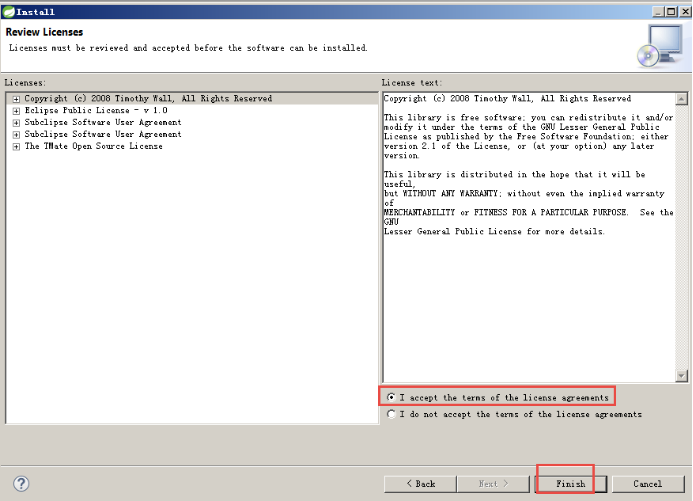 Install
Review Licenses
Licenses must be reviewed and accepted before the software can be installed.
Licenses:
Copyright (c) 2008 Timothy Wall, All Rights Reserved
Eclipse Public License - v 1.0
Subclipse Software User Agreement
Subclipse Software User Agreement
The TMate Open Source License
License text:
Copyright (c) 2008 Timothy Wall, All Rights Reserved
This library is free software; you can redistribute it and/or
modify it under the terms of the GNU Lesser General Public
License as published by the Free Software Foundation; either
version 2.1 of the License, or (at your option) any later
version.
This library is distributed in the hope that it will be
useful,
but WITHOUT ANY WARRANTY; without even the implied warranty
of
MERCHANTABILITY or FITNESS FOR A PARTICULAR PURPOSE.  See the
GNU
Lesser General Public License for more details.
I accept the terms of the license agreements
I do not accept the terms of the license agreements
?
< Back
Next >
Finish
Cancel